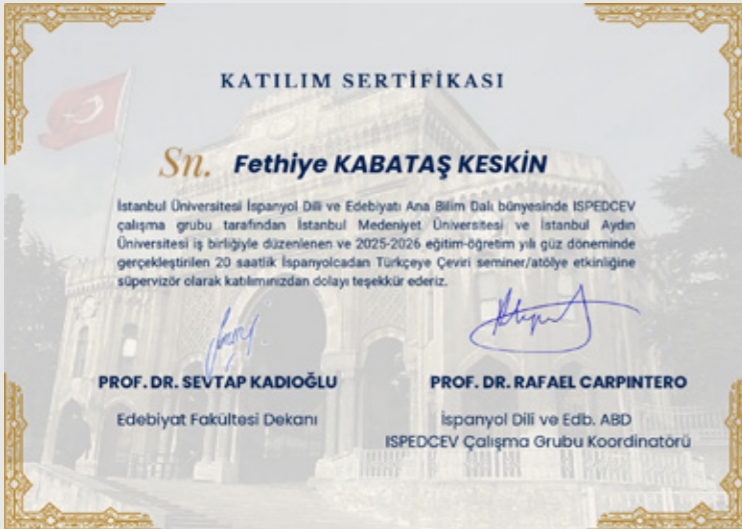 KATILIM SERTİFİKASI
Sn. Fethiye KABATAŞ KESKİN
İstanbul Üniversitesi İspanyol Dili ve Edebiyatı Ana Bilim Dalı bünyesinde ISPEDCEV
çalışma grubu tarafından İstanbul Medeniyet Üniversitesi ve İstanbul Aydın
Üniversitesi iş birliğiyle düzenlenen ve 2025-2026 eğitim-öğretim yılı güz döneminde
gerçekleştirilen 20 saatlik İspanyolcadan Türkçeye Çeviri seminer/atölye etkinliğine
süpervizör olarak katılımınızdan dolayı teşekkür ederiz.
PROF. DR. SEVTAP KADIOĞLU
PROF. DR. RAFAEL CARPINTERO
Edebiyat Fakültesi Dekanı
İspanyol Dili ve Edb. ABD
ISPEDCEV Çalışma Grubu Koordinatörü